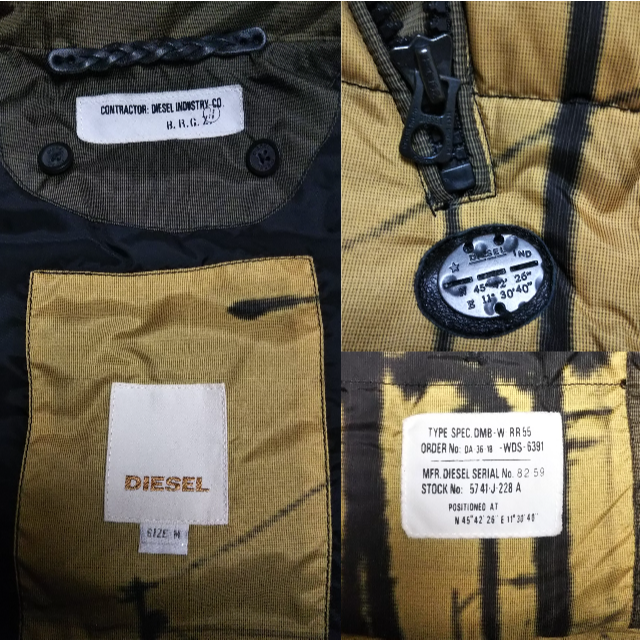 CONTRACTOR: DIESEL INDUSTRY CO.
H.R.G.
DIESEL
SIZE M
DIESEL IND
N 45° 42' 26"
E 11° 30'40"
TYPE SPEC. DMB-W RR 55
ORDER No: DA 36 18 -WDS-6391
MFR. DIESEL SERIAL No. 82 59
STOCK No: 5741-J-228 A
POSITIONED AT
N 45°42'26" E 11°30'40"